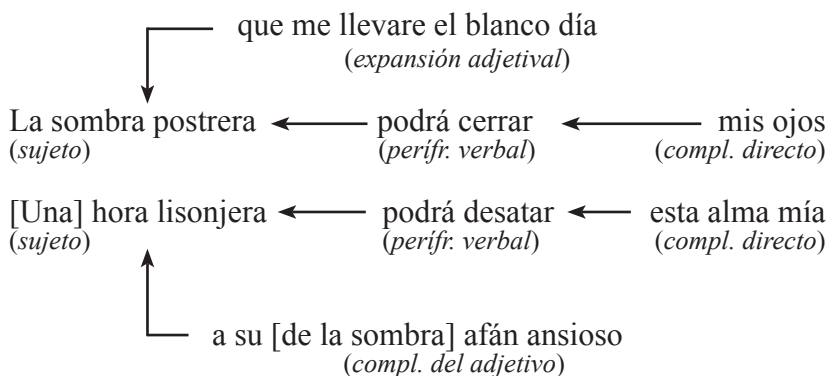 que me llevare el blanco día
(expansión adjetival)
La sombra postrera podrá cerrar mis ojos
(sujeto) (perífr. verbal) (compl. directo)
[Una] hora lisonjera podrá desatar esta alma mía
(sujeto) (perífr. verbal) (compl. directo)
a su [de la sombra] afán ansioso
(compl. del adjetivo)